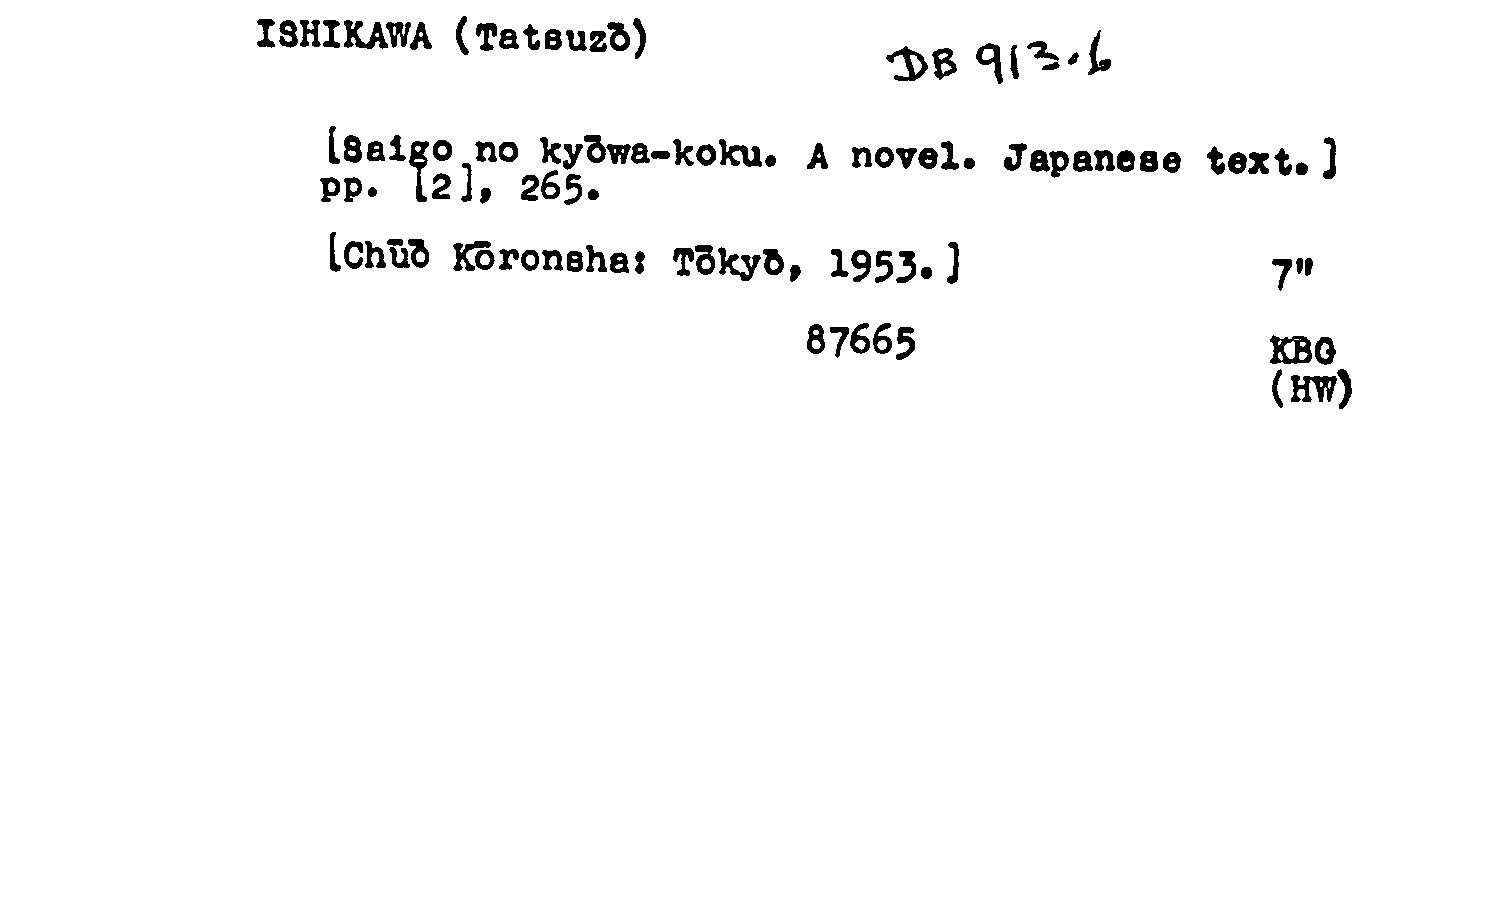 ISHIKAWA (Tatsuzō)
DB 913.6
[Saigo no kyōwa-koku. A novel. Japanese text.]
pp. [2], 265.
[Chūō Kōronsha: Tōkyō, 1953.]
7"
87665
KBG
(HW)